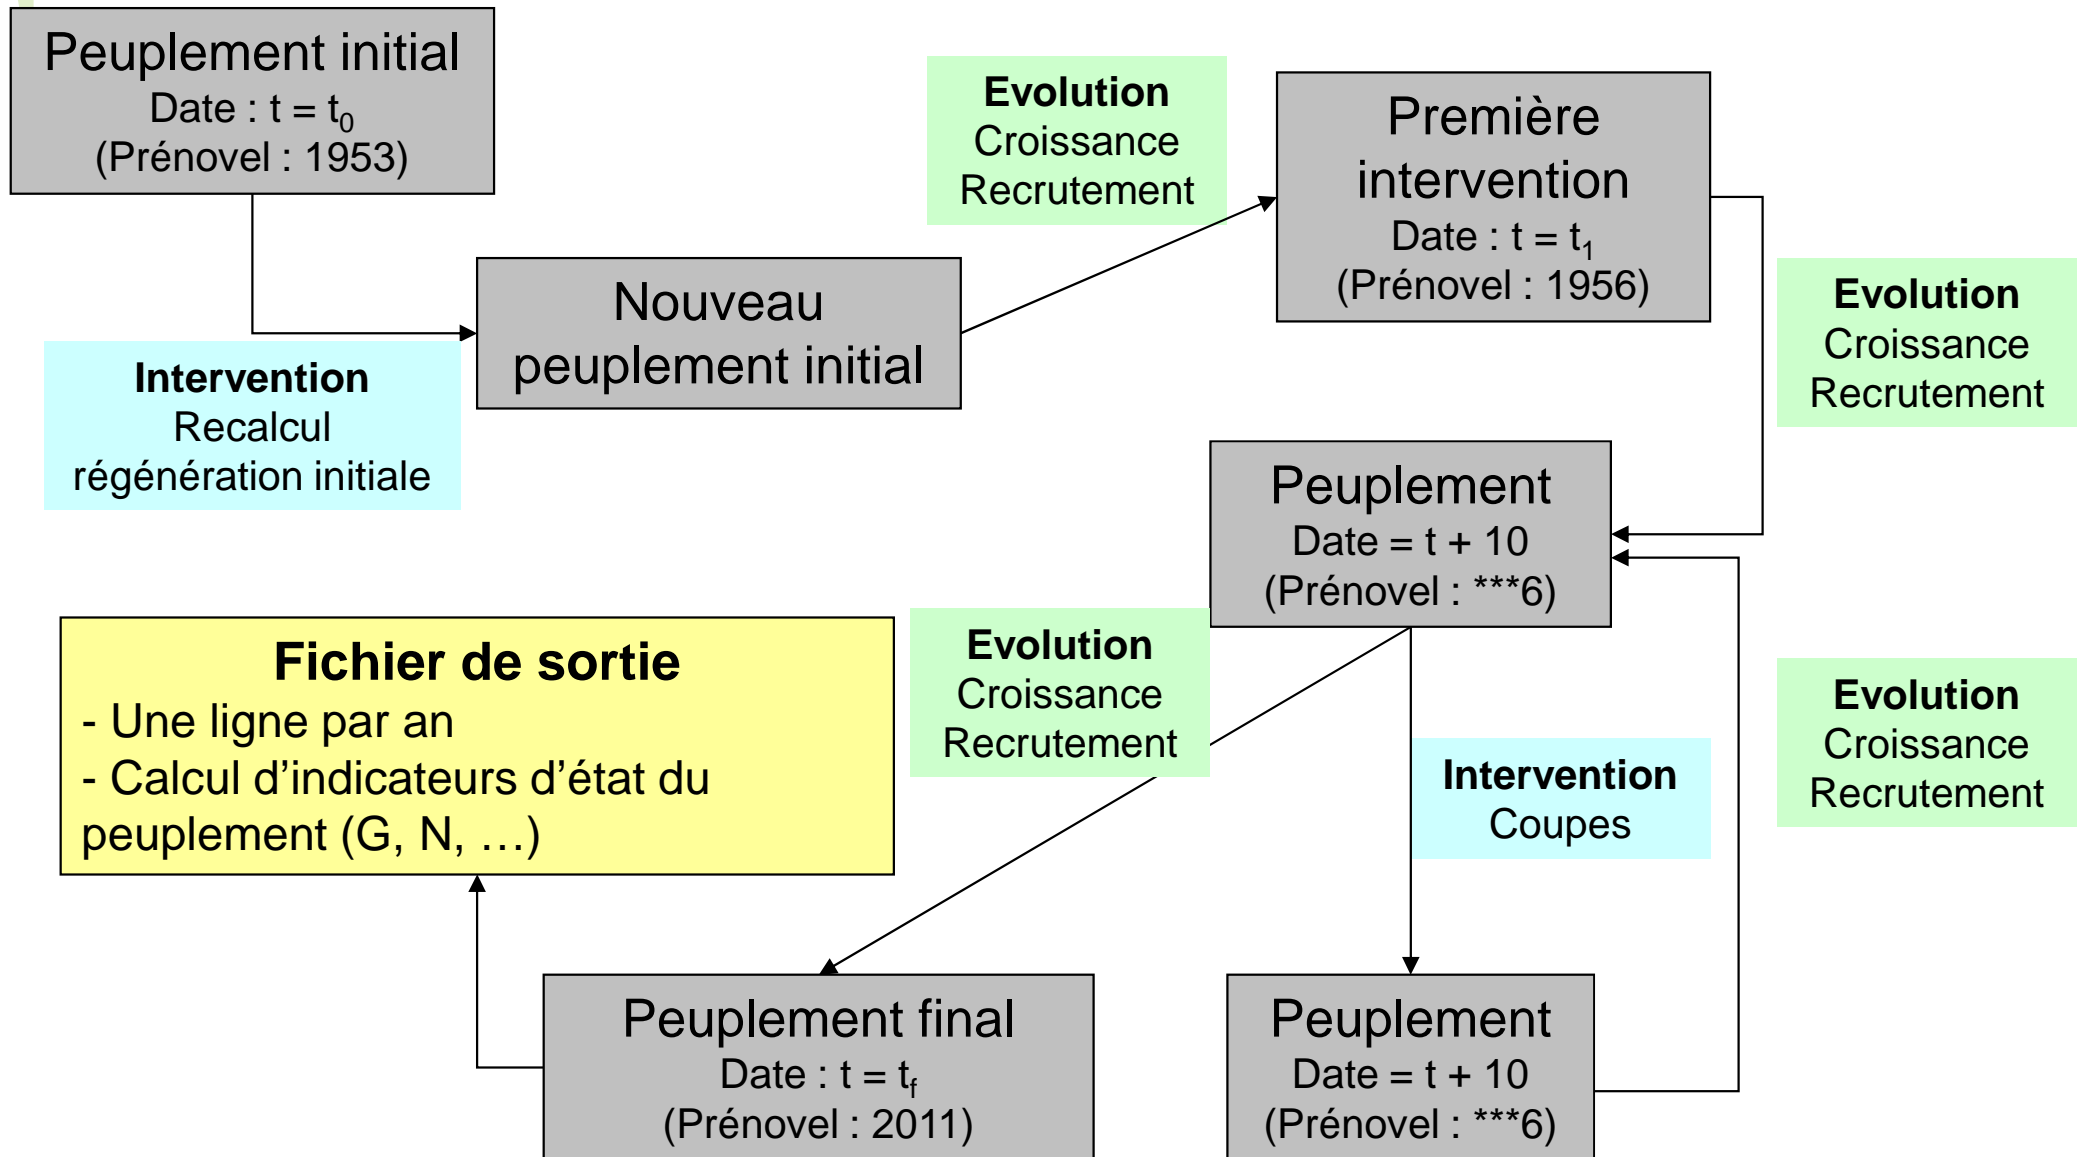 Peuplement initial
Date : t = t0
(Prénovel : 1953)
Evolution
Croissance
Recrutement
Première
intervention
Date : t = t1
(Prénovel : 1956)
Nouveau
peuplement initial
Intervention
Recalcul
régénération initiale
Evolution
Croissance
Recrutement
Peuplement
Date = t + 10
(Prénovel : ***6)
Fichier de sortie
- Une ligne par an
- Calcul d’indicateurs d’état du
peuplement (G, N, …)
Evolution
Croissance
Recrutement
Intervention
Coupes
Evolution
Croissance
Recrutement
Peuplement final
Date : t = tf
(Prénovel : 2011)
Peuplement
Date = t + 10
(Prénovel : ***6)